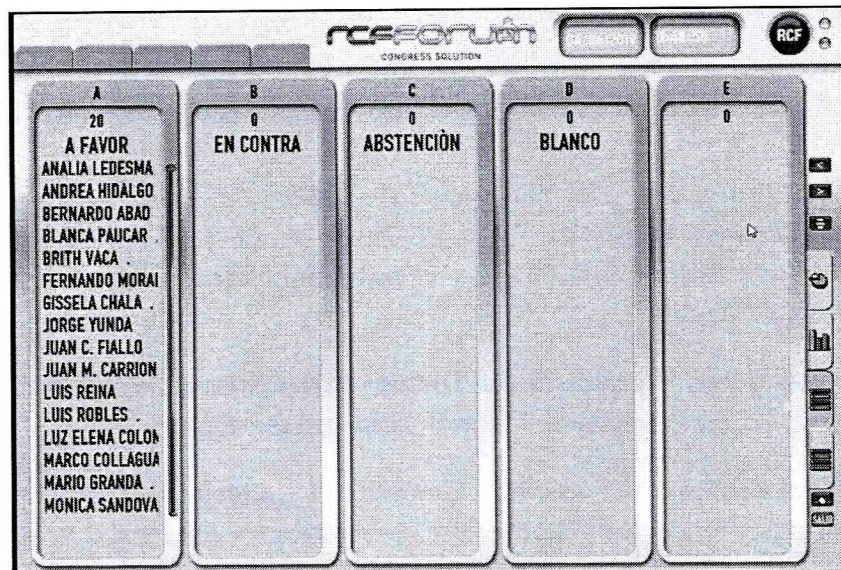 rcf forum
CONGRESS SOLUTION
RCF
A
B
C
D
E
20
0
0
0
0
A FAVOR
EN CONTRA
ABSTENCIÒN
BLANCO
ANALIA LEDESMA
ANDREA HIDALGO
BERNARDO ABAD
BLANCA PAUCAR .
BRITH VACA .
FERNANDO MORAI
GISSELA CHALA .
JORGE YUNDA
JUAN C. FIALLO
JUAN M. CARRION
LUIS REINA
LUIS ROBLES .
LUZ ELENA COLON
MARCO COLLAGUA
MARIO GRANDA .
MONICA SANDOVA